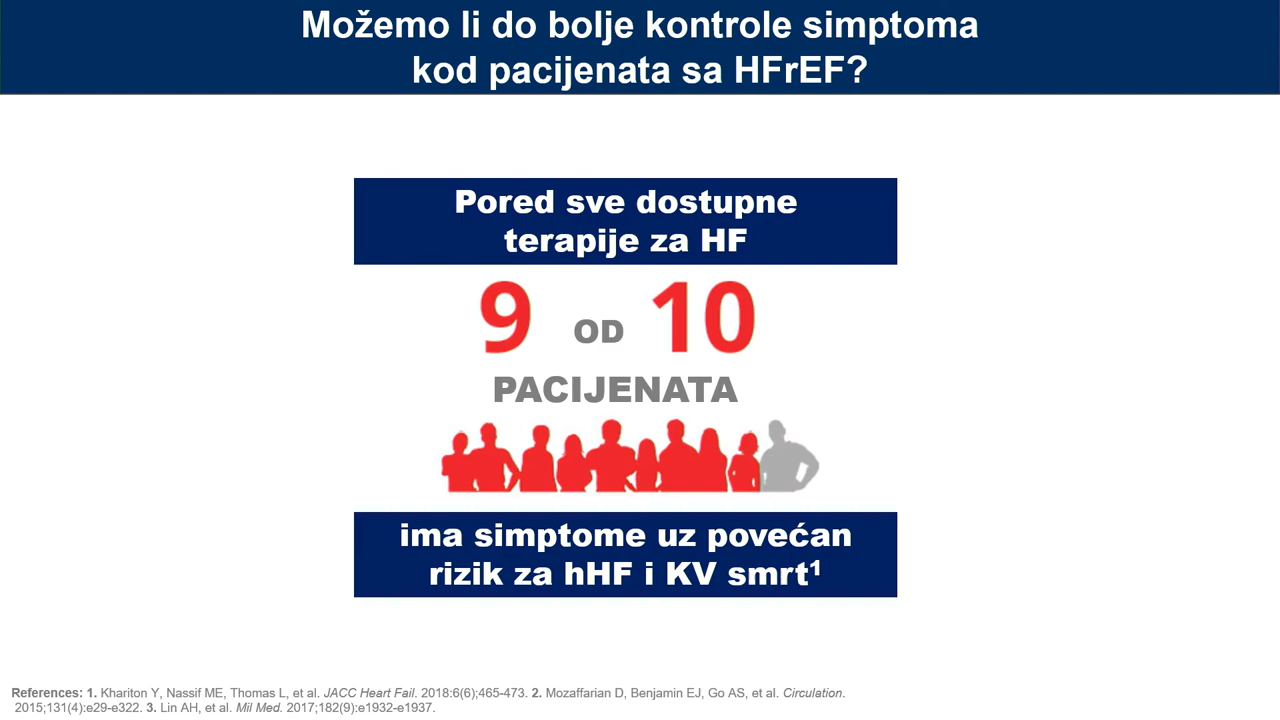 Možemo li do bolje kontrole simptoma
kod pacijenata sa HFrEF?
Pored sve dostupne
terapije za HF
9 OD 10
PACIJENATA
ima simptome uz povećan
rizik za hHF i KV smrt¹
References: 1. Khariton Y, Nassif ME, Thomas L, et al. JACC Heart Fail. 2018:6(6);465-473. 2. Mozaffarian D, Benjamin EJ, Go AS, et al. Circulation.
2015;131(4):e29-e322. 3. Lin AH, et al. Mil Med. 2017;182(9):e1932-e1937.